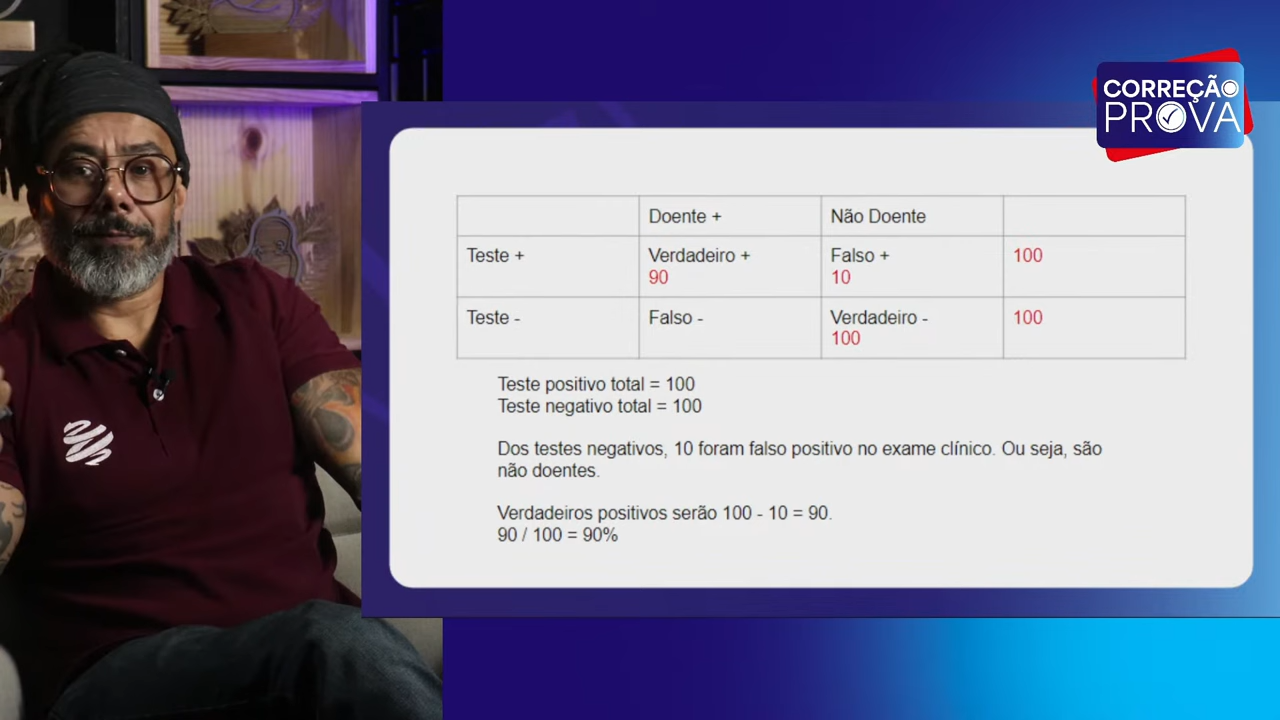 CORREÇÃO
PROVA
Doente +
Não Doente
Teste +
Verdadeiro +
90
Falso +
10
100
Teste -
Falso -
Verdadeiro -
100
100
Teste positivo total = 100
Teste negativo total = 100
Dos testes negativos, 10 foram falso positivo no exame clínico. Ou seja, são
não doentes.
Verdadeiros positivos serão 100 - 10 = 90.
90 / 100 = 90%